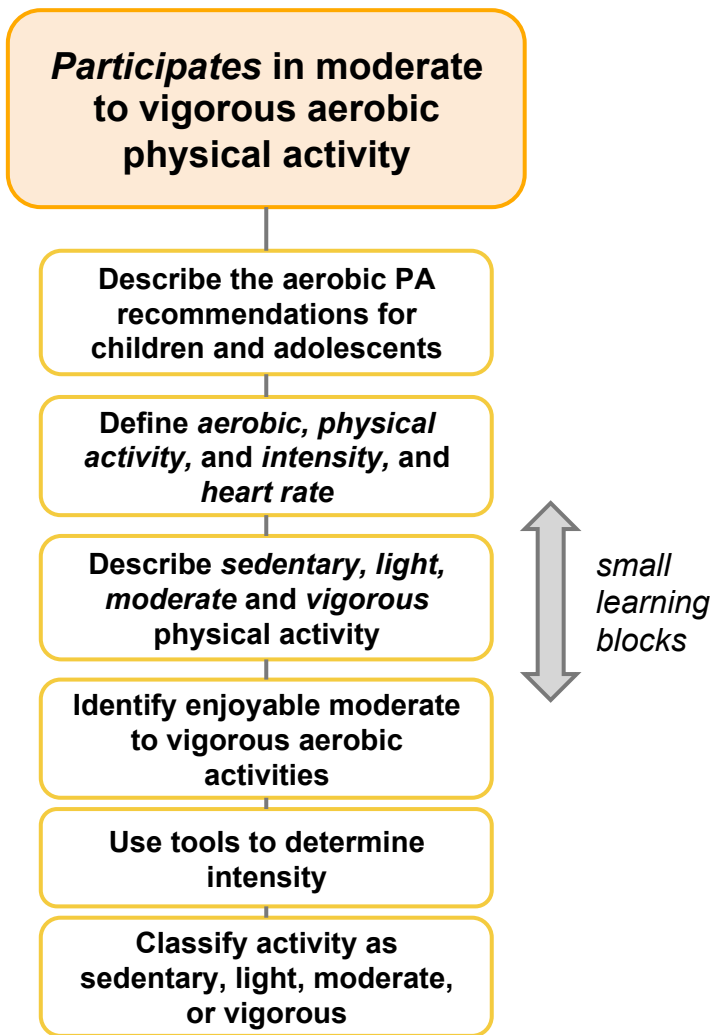 Participates in moderate
to vigorous aerobic
physical activity
Describe the aerobic PA
recommendations for
children and adolescents
Define aerobic, physical
activity, and intensity, and
heart rate
Describe sedentary, light,
moderate and vigorous
physical activity
small
learning
blocks
Identify enjoyable moderate
to vigorous aerobic
activities
Use tools to determine
intensity
Classify activity as
sedentary, light, moderate,
or vigorous